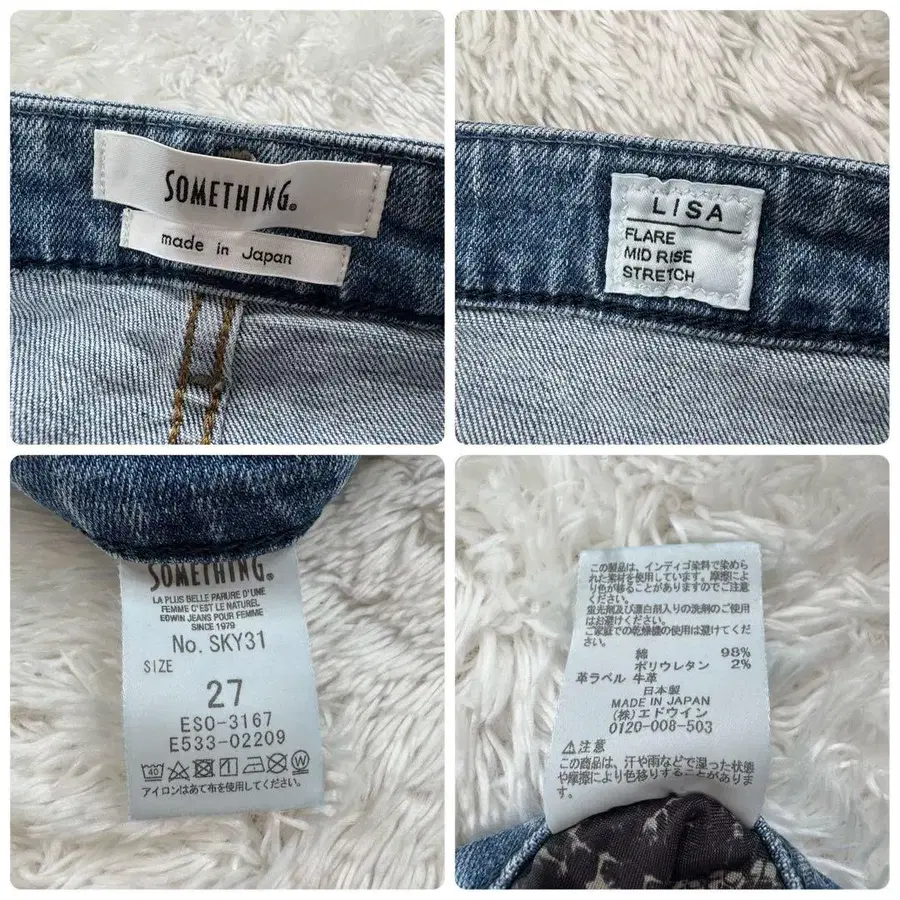 SOMETHING®
made in Japan
LISA
FLARE
MID RISE
STRETCH
SOMETHING®
LA PLUS BELLE PARURE D'UNE
FEMME C'EST LE NATUREL
EDWIN JEANS POUR FEMME
SINCE 1979
No. SKY31
SIZE
27
ESO-3167
E533-02209
40
W
アイロンはあて布を使用してください。
この製品は、インディゴ染料で染めら
れた素材を使用しています。摩擦によ
り色が移ることがありますのでご注意
ください。
蛍光剤及び漂白剤入りの洗剤のご使用
はお避けください。
ご家庭での乾燥機の使用は避けてくだ
さい。
綿 98%
ポリウレタン 2%
革ラベル 牛革
日本製
MADE IN JAPAN
(株)エドウイン
0120-008-503
⚠注意
この商品は、汗や雨などで湿った状態
や摩擦により色移りすることがありま
す。